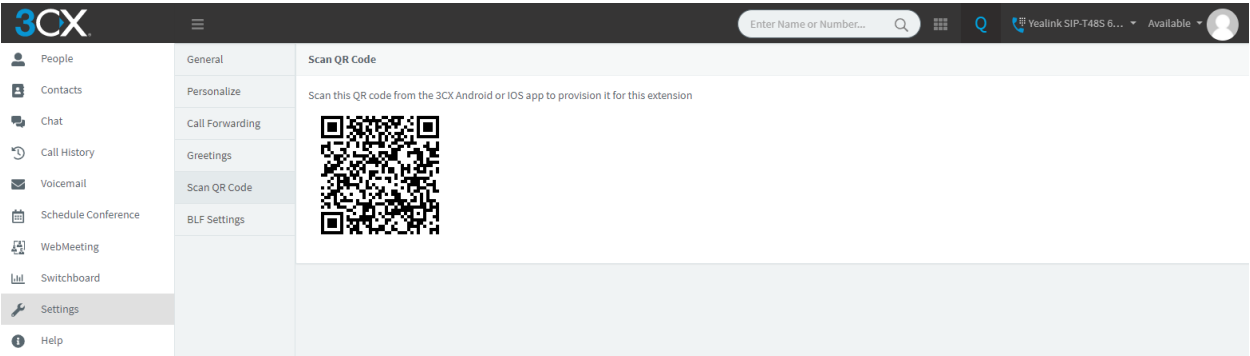 3CX.
Enter Name or Number...
Q
Yealink SIP-T48S 6...
Available
People
Contacts
Chat
Call History
Voicemail
Schedule Conference
WebMeeting
Switchboard
Settings
Help
General
Personalize
Call Forwarding
Greetings
Scan QR Code
BLF Settings
Scan QR Code
Scan this QR code from the 3CX Android or IOS app to provision it for this extension